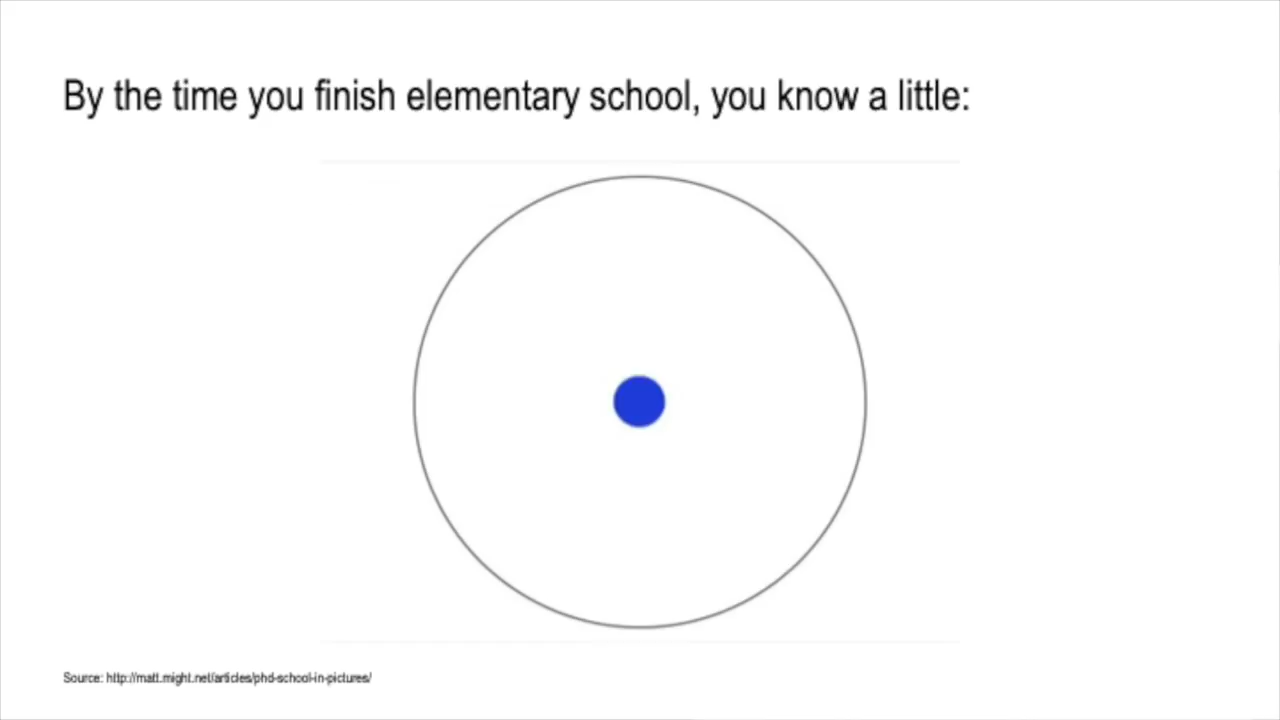 By the time you finish elementary school, you know a little:
Source: http://matt.might.net/articles/phd-school-in-pictures/